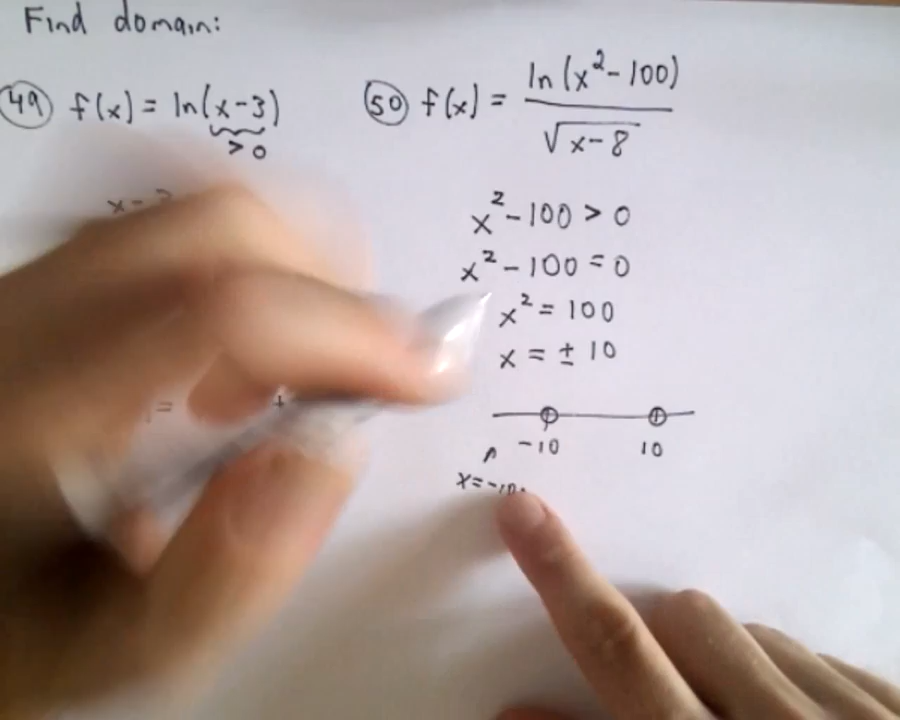 Find domain:
49 f(x) = ln(x-3)
> 0
50 f(x) = ln(x²-100) / √x-8
x²-100 > 0
x²-100 = 0
x² = 100
x = ± 10
-10 10